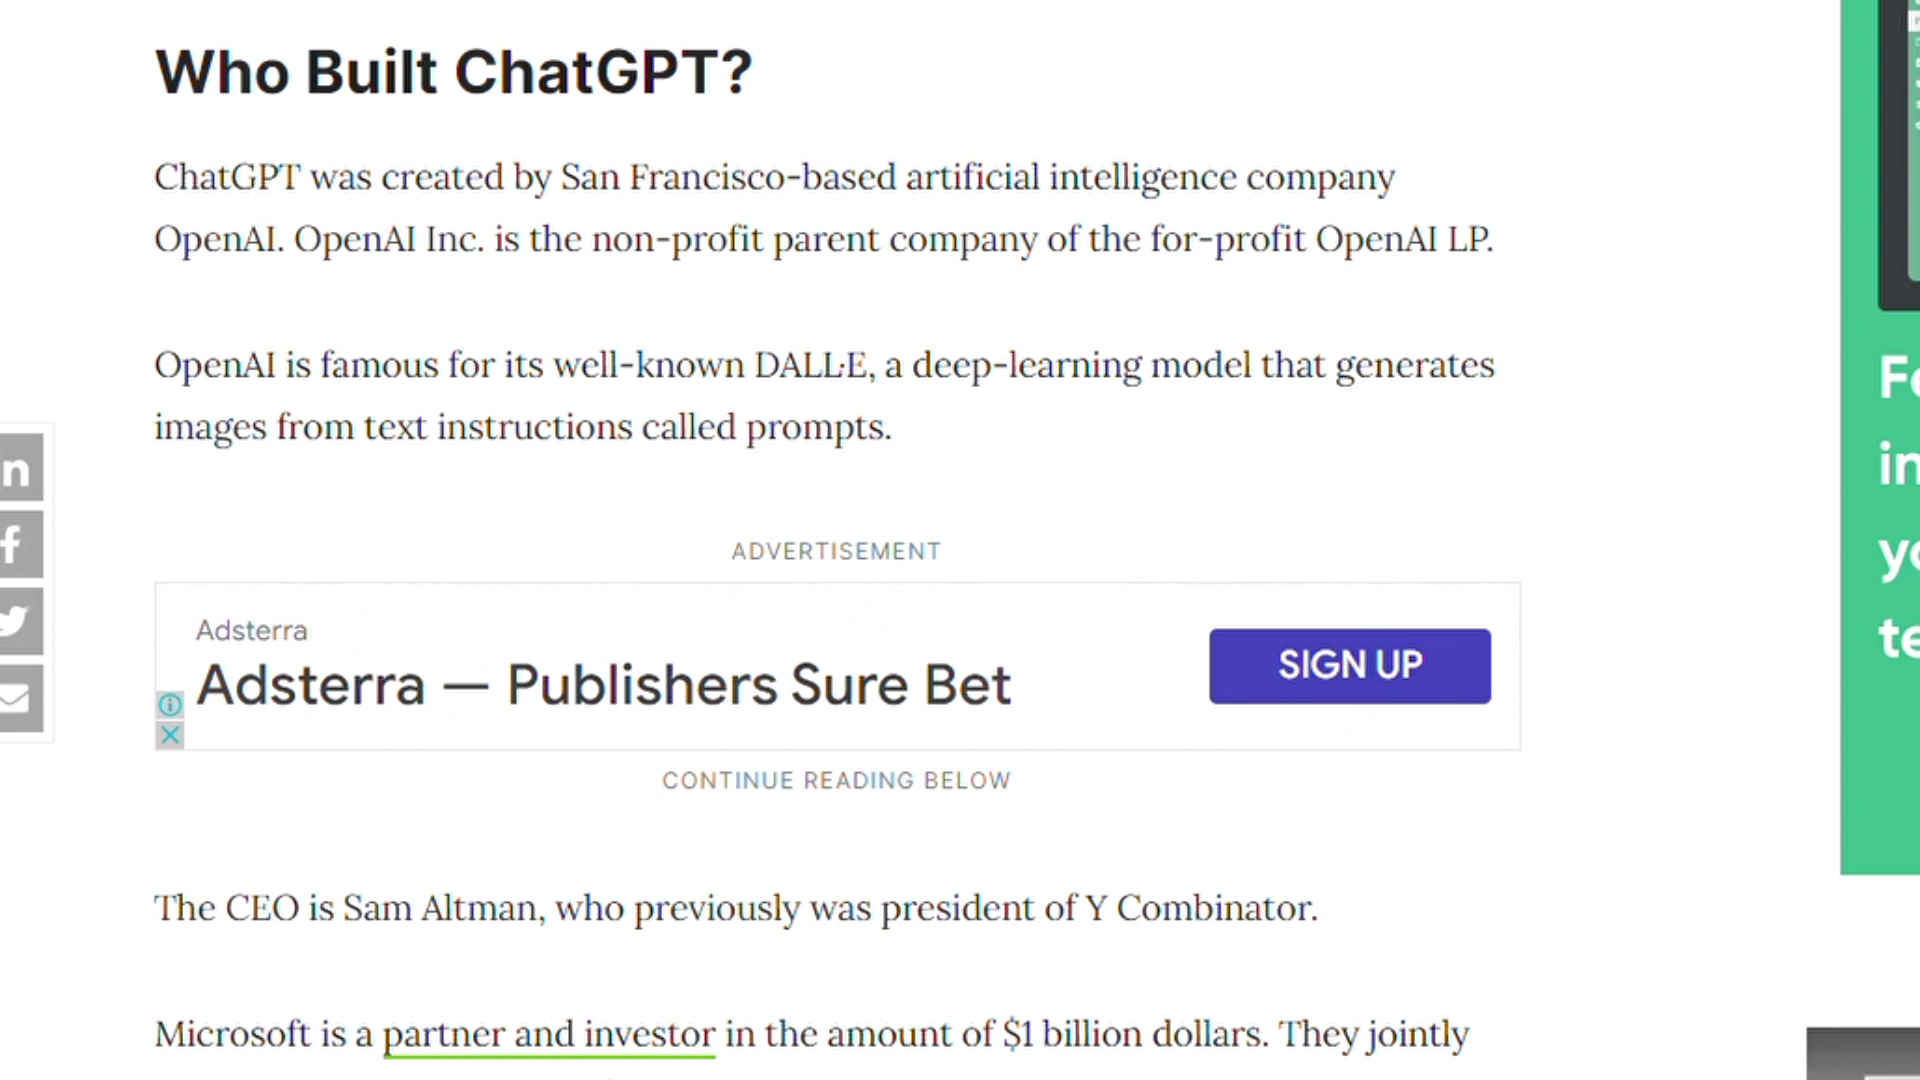 Who Built ChatGPT?
ChatGPT was created by San Francisco-based artificial intelligence company
OpenAI. OpenAI Inc. is the non-profit parent company of the for-profit OpenAI LP.
OpenAI is famous for its well-known DALL·E, a deep-learning model that generates
images from text instructions called prompts.
ADVERTISEMENT
Adsterra
Adsterra — Publishers Sure Bet
SIGN UP
CONTINUE READING BELOW
The CEO is Sam Altman, who previously was president of Y Combinator.
Microsoft is a partner and investor in the amount of $1 billion dollars. They jointly